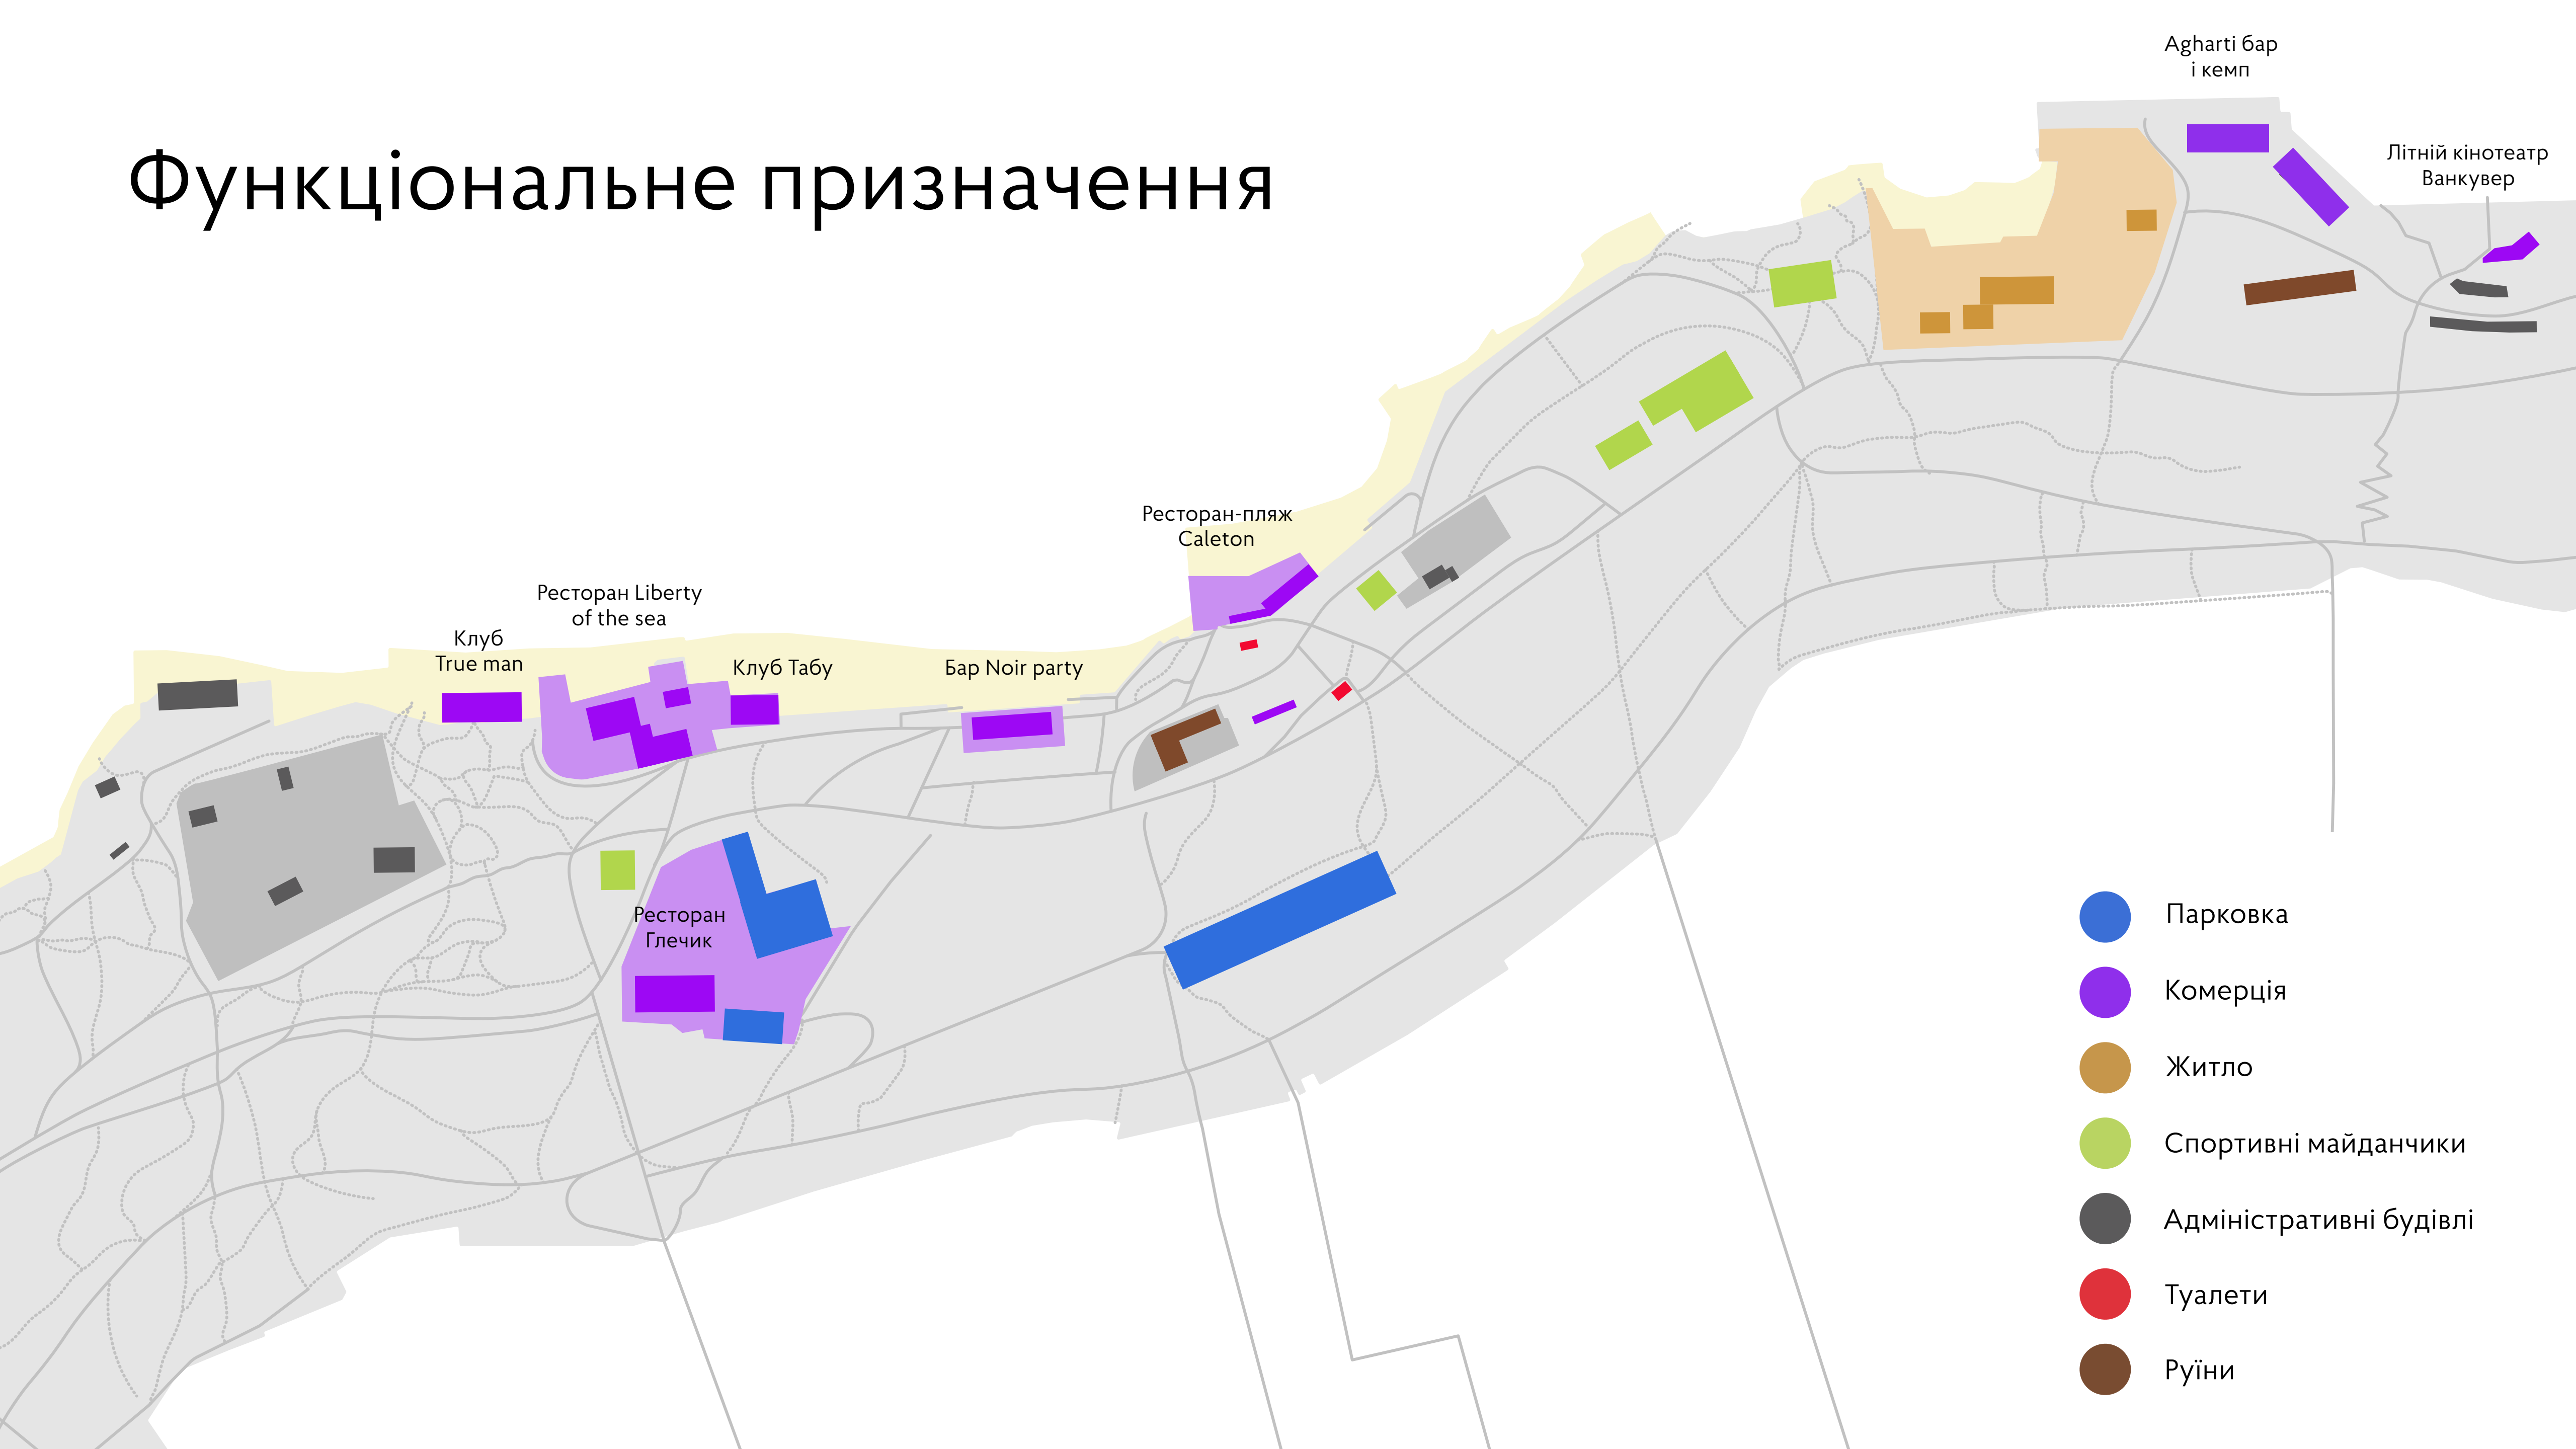 Функціональне призначення
Agharti бар
і кемп
Літній кінотеатр
Ванкувер
Ресторан-пляж
Caleton
Ресторан Liberty
of the sea
Клуб
True man
Клуб Табу
Бар Noir party
Ресторан
Глечик
Парковка
Комерція
Житло
Спортивні майданчики
Адміністративні будівлі
Туалети
Руїни